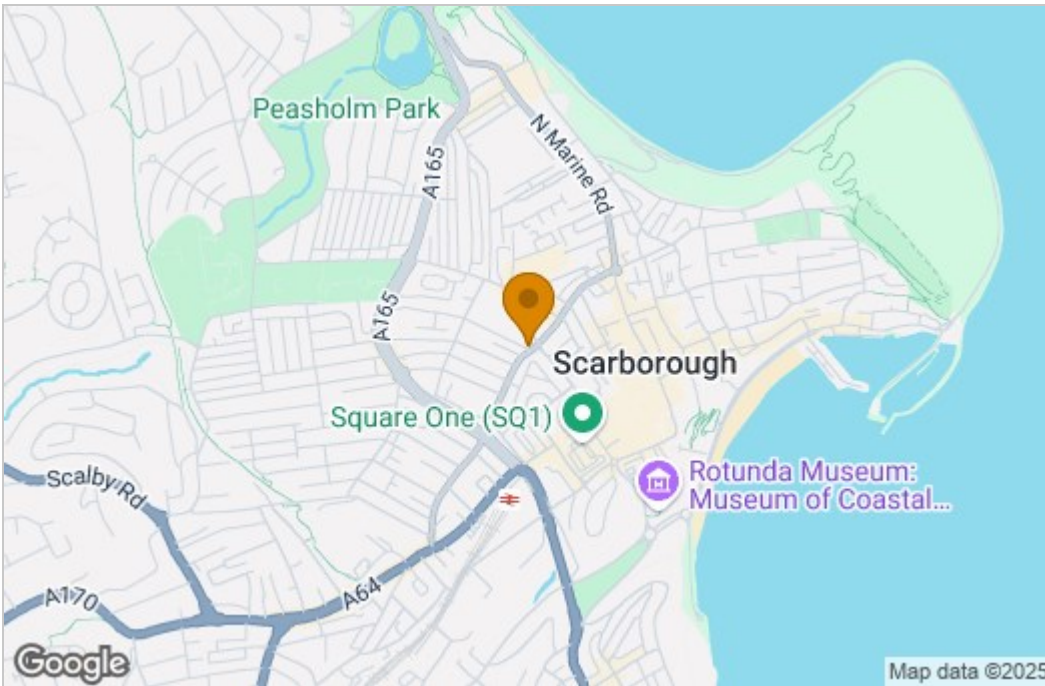 Peasholm Park
A165
N Marine Rd
A165
Scarborough
Square One (SQ1)
Rotunda Museum:
Museum of Coastal...
Scalby Rd
A64
A170
Google
Map data ©2025